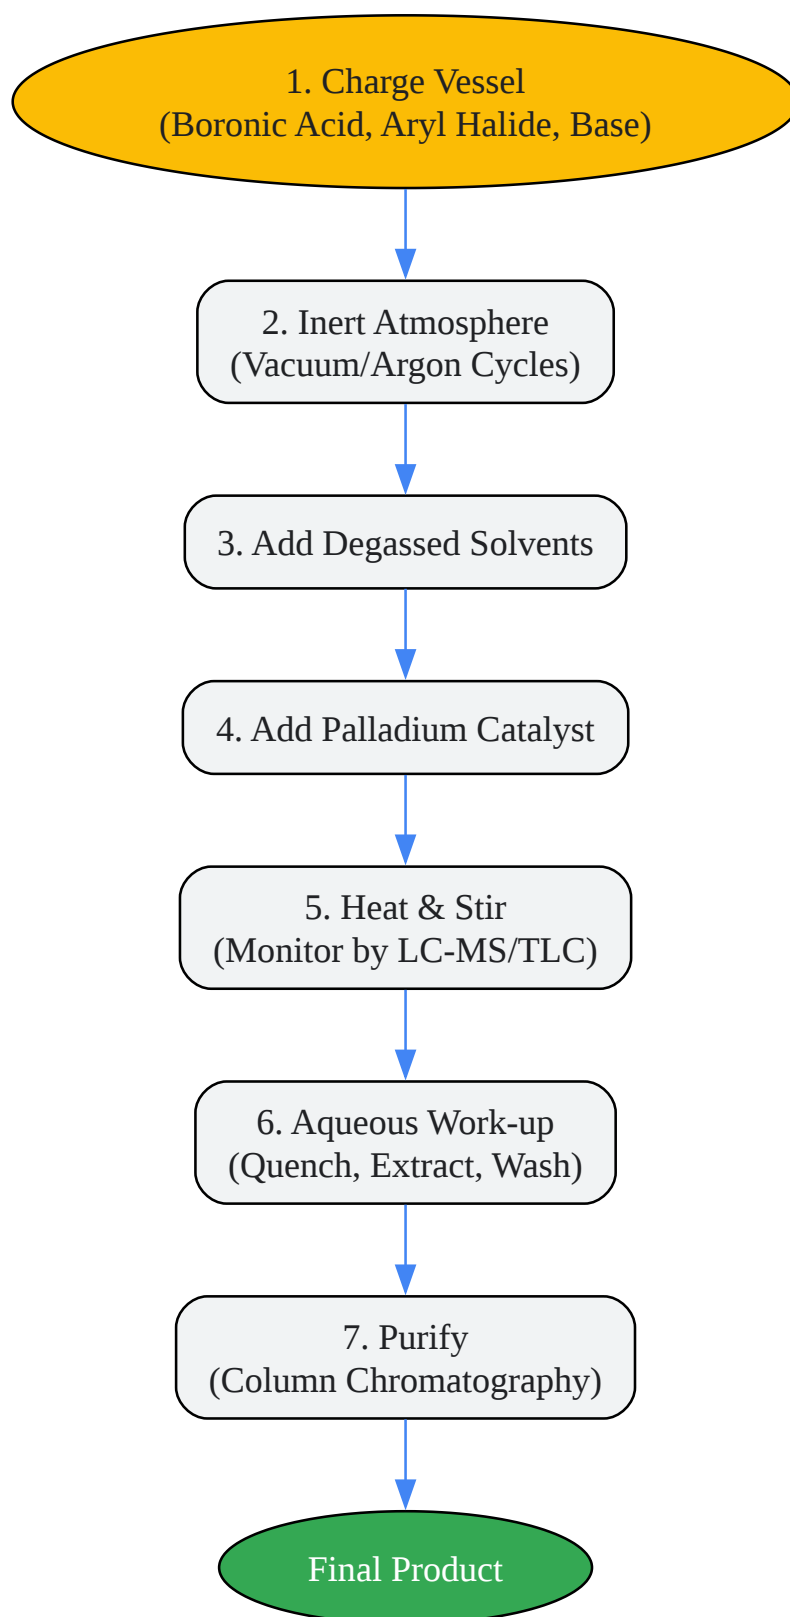 1. Charge Vessel
(Boronic Acid, Aryl Halide, Base)
2. Inert Atmosphere
(Vacuum/Argon Cycles)
3. Add Degassed Solvents
4. Add Palladium Catalyst
5. Heat & Stir
(Monitor by LC-MS/TLC)
6. Aqueous Work-up
(Quench, Extract, Wash)
7. Purify
(Column Chromatography)
Final Product